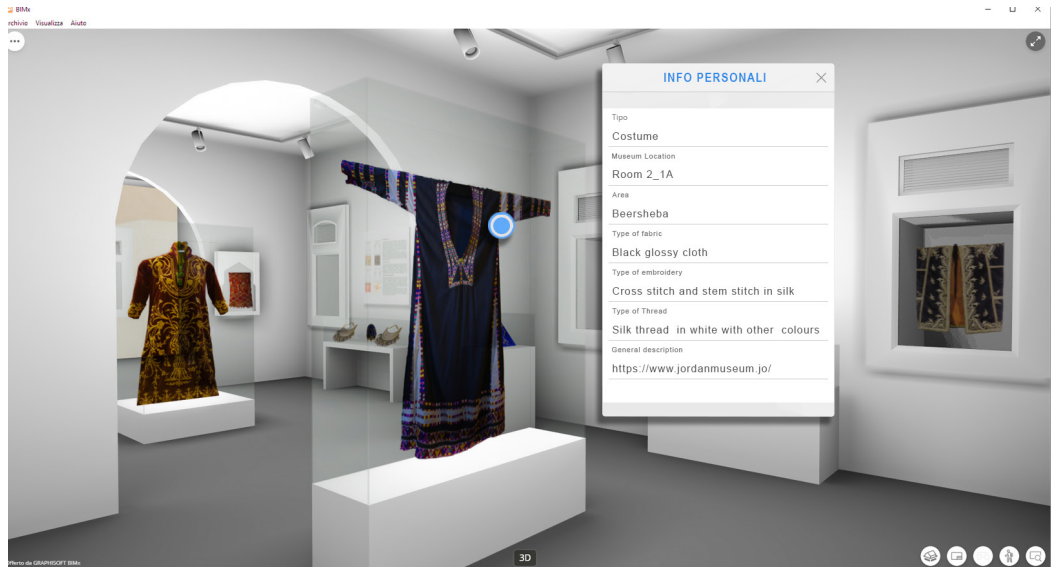 BIMx
rchivio Visualizza Aiuto
INFO PERSONALI
Tipo
Costume
Museum Location
Room 2_1A
Area
Beersheba
Type of fabric
Black glossy cloth
Type of embroidery
Cross stitch and stem stitch in silk
Type of Thread
Silk thread in white with other colours
General description
https://www.jordanmuseum.jo/
3D
fferto da GRAPHISOFT BIMx